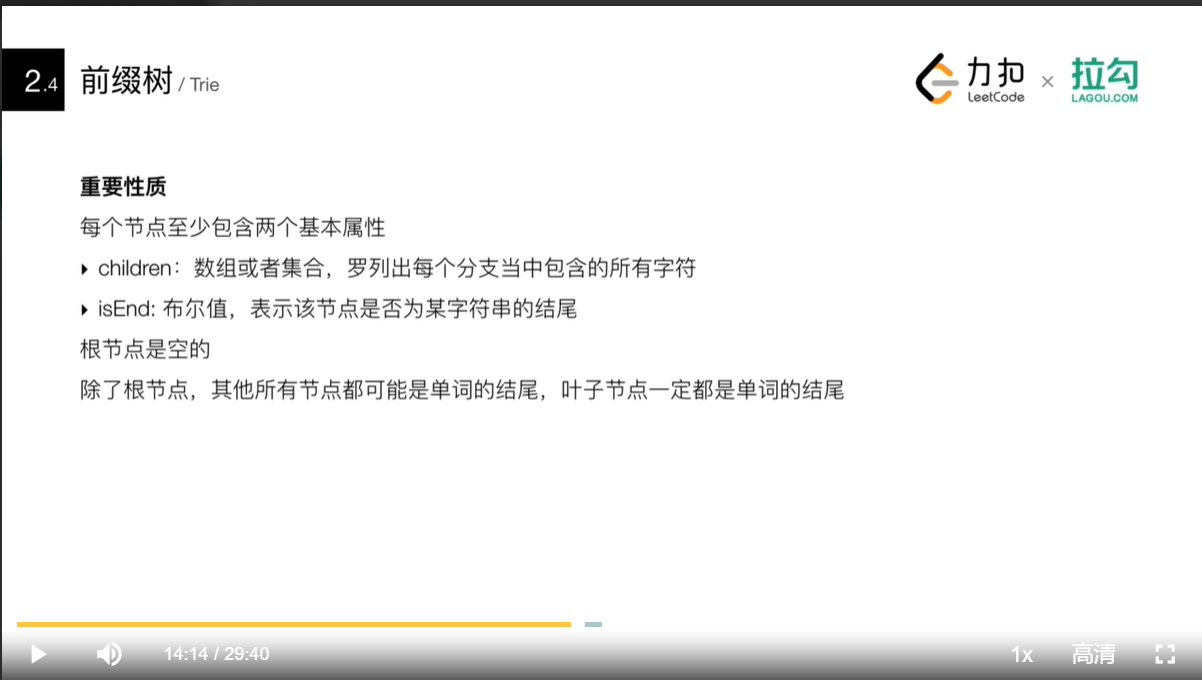 2.4 前缀树 / Trie
力扣 LeetCode × 拉勾 LAGOU.COM
重要性质
每个节点至少包含两个基本属性
children：数组或者集合，罗列出每个分支当中包含的所有字符
isEnd: 布尔值，表示该节点是否为某字符串的结尾
根节点是空的
除了根节点，其他所有节点都可能是单词的结尾，叶子节点一定都是单词的结尾
14:14 / 29:40 1x 高清